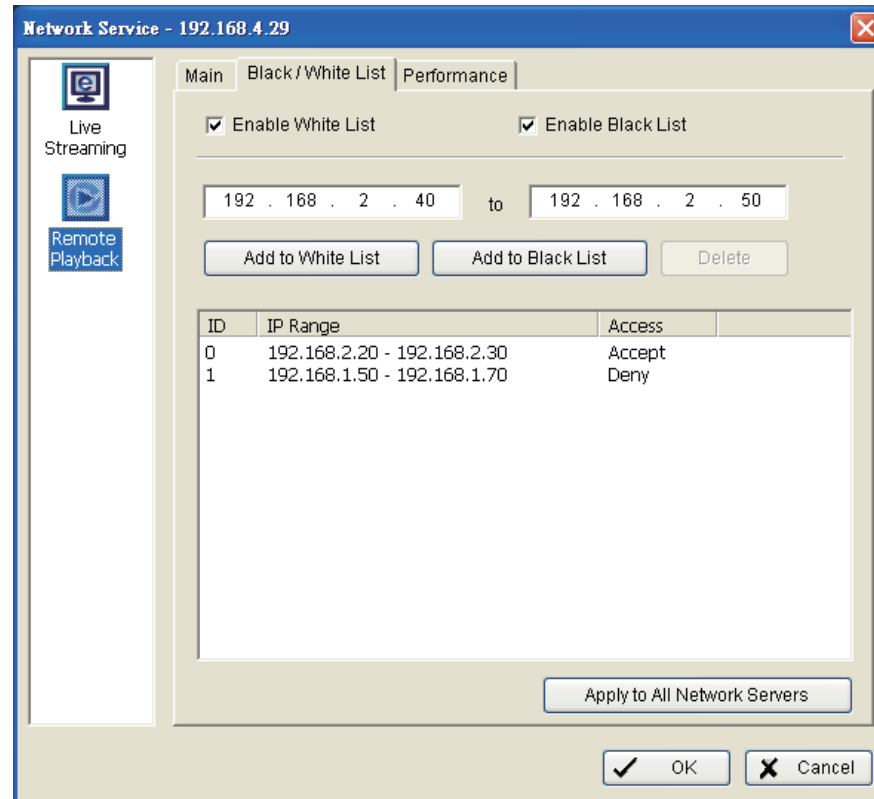 Network Service - 192.168.4.29
Live
Streaming
Remote
Playback
Main Black / White List Performance
Enable White List Enable Black List
192 . 168 . 2 . 40 to 192 . 168 . 2 . 50
Add to White List Add to Black List Delete
ID IP Range Access
0 192.168.2.20 - 192.168.2.30 Accept
1 192.168.1.50 - 192.168.1.70 Deny
Apply to All Network Servers
OK Cancel